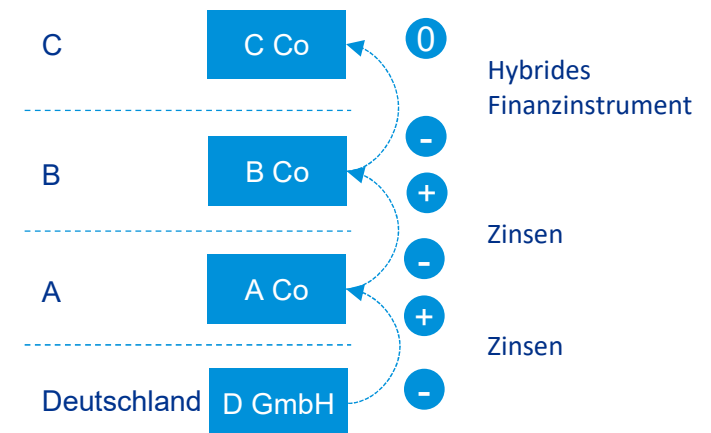 C
C Co
0
Hybrides
Finanzinstrument
-
B
B Co
+
Zinsen
-
A
A Co
+
Zinsen
Deutschland
D GmbH
-